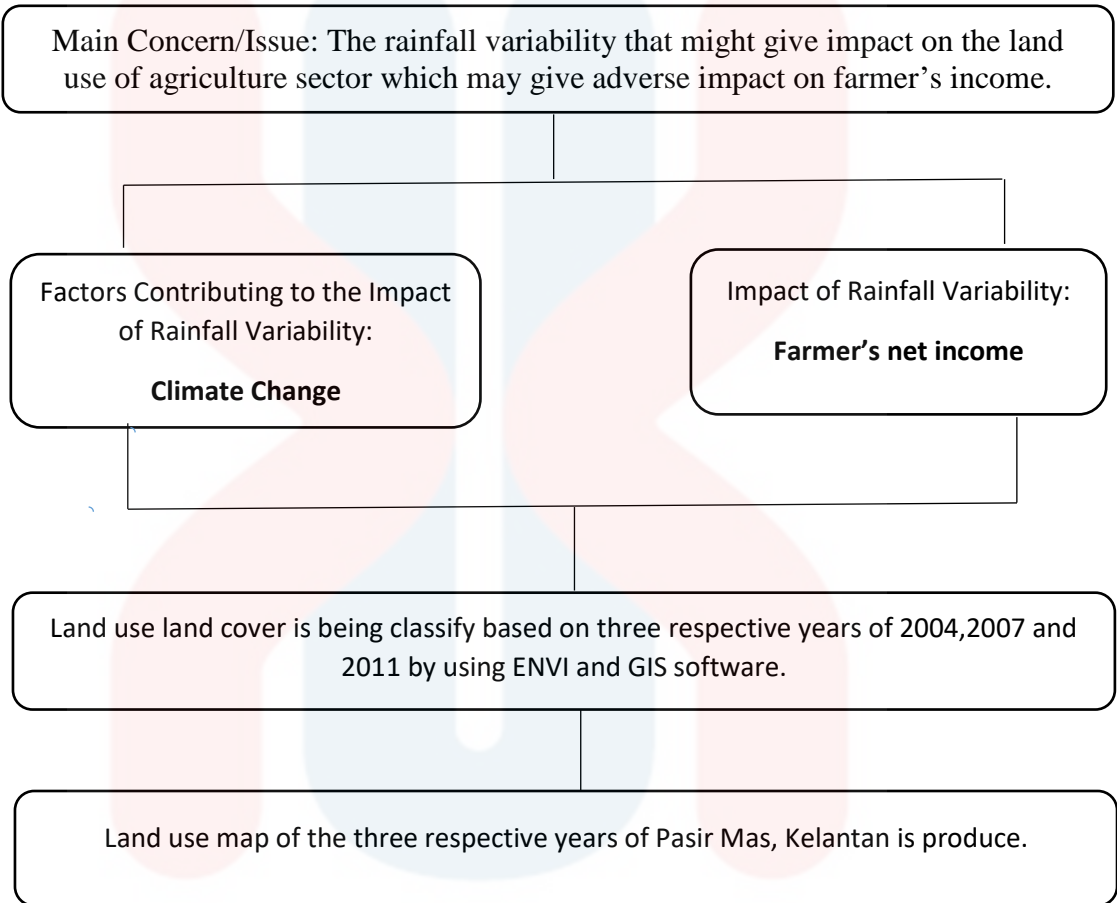 Main Concern/Issue: The rainfall variability that might give impact on the land
use of agriculture sector which may give adverse impact on farmer’s income.
Factors Contributing to the Impact
of Rainfall Variability:
Climate Change
Impact of Rainfall Variability:
Farmer’s net income
Land use land cover is being classify based on three respective years of 2004,2007 and
2011 by using ENVI and GIS software.
Land use map of the three respective years of Pasir Mas, Kelantan is produce.